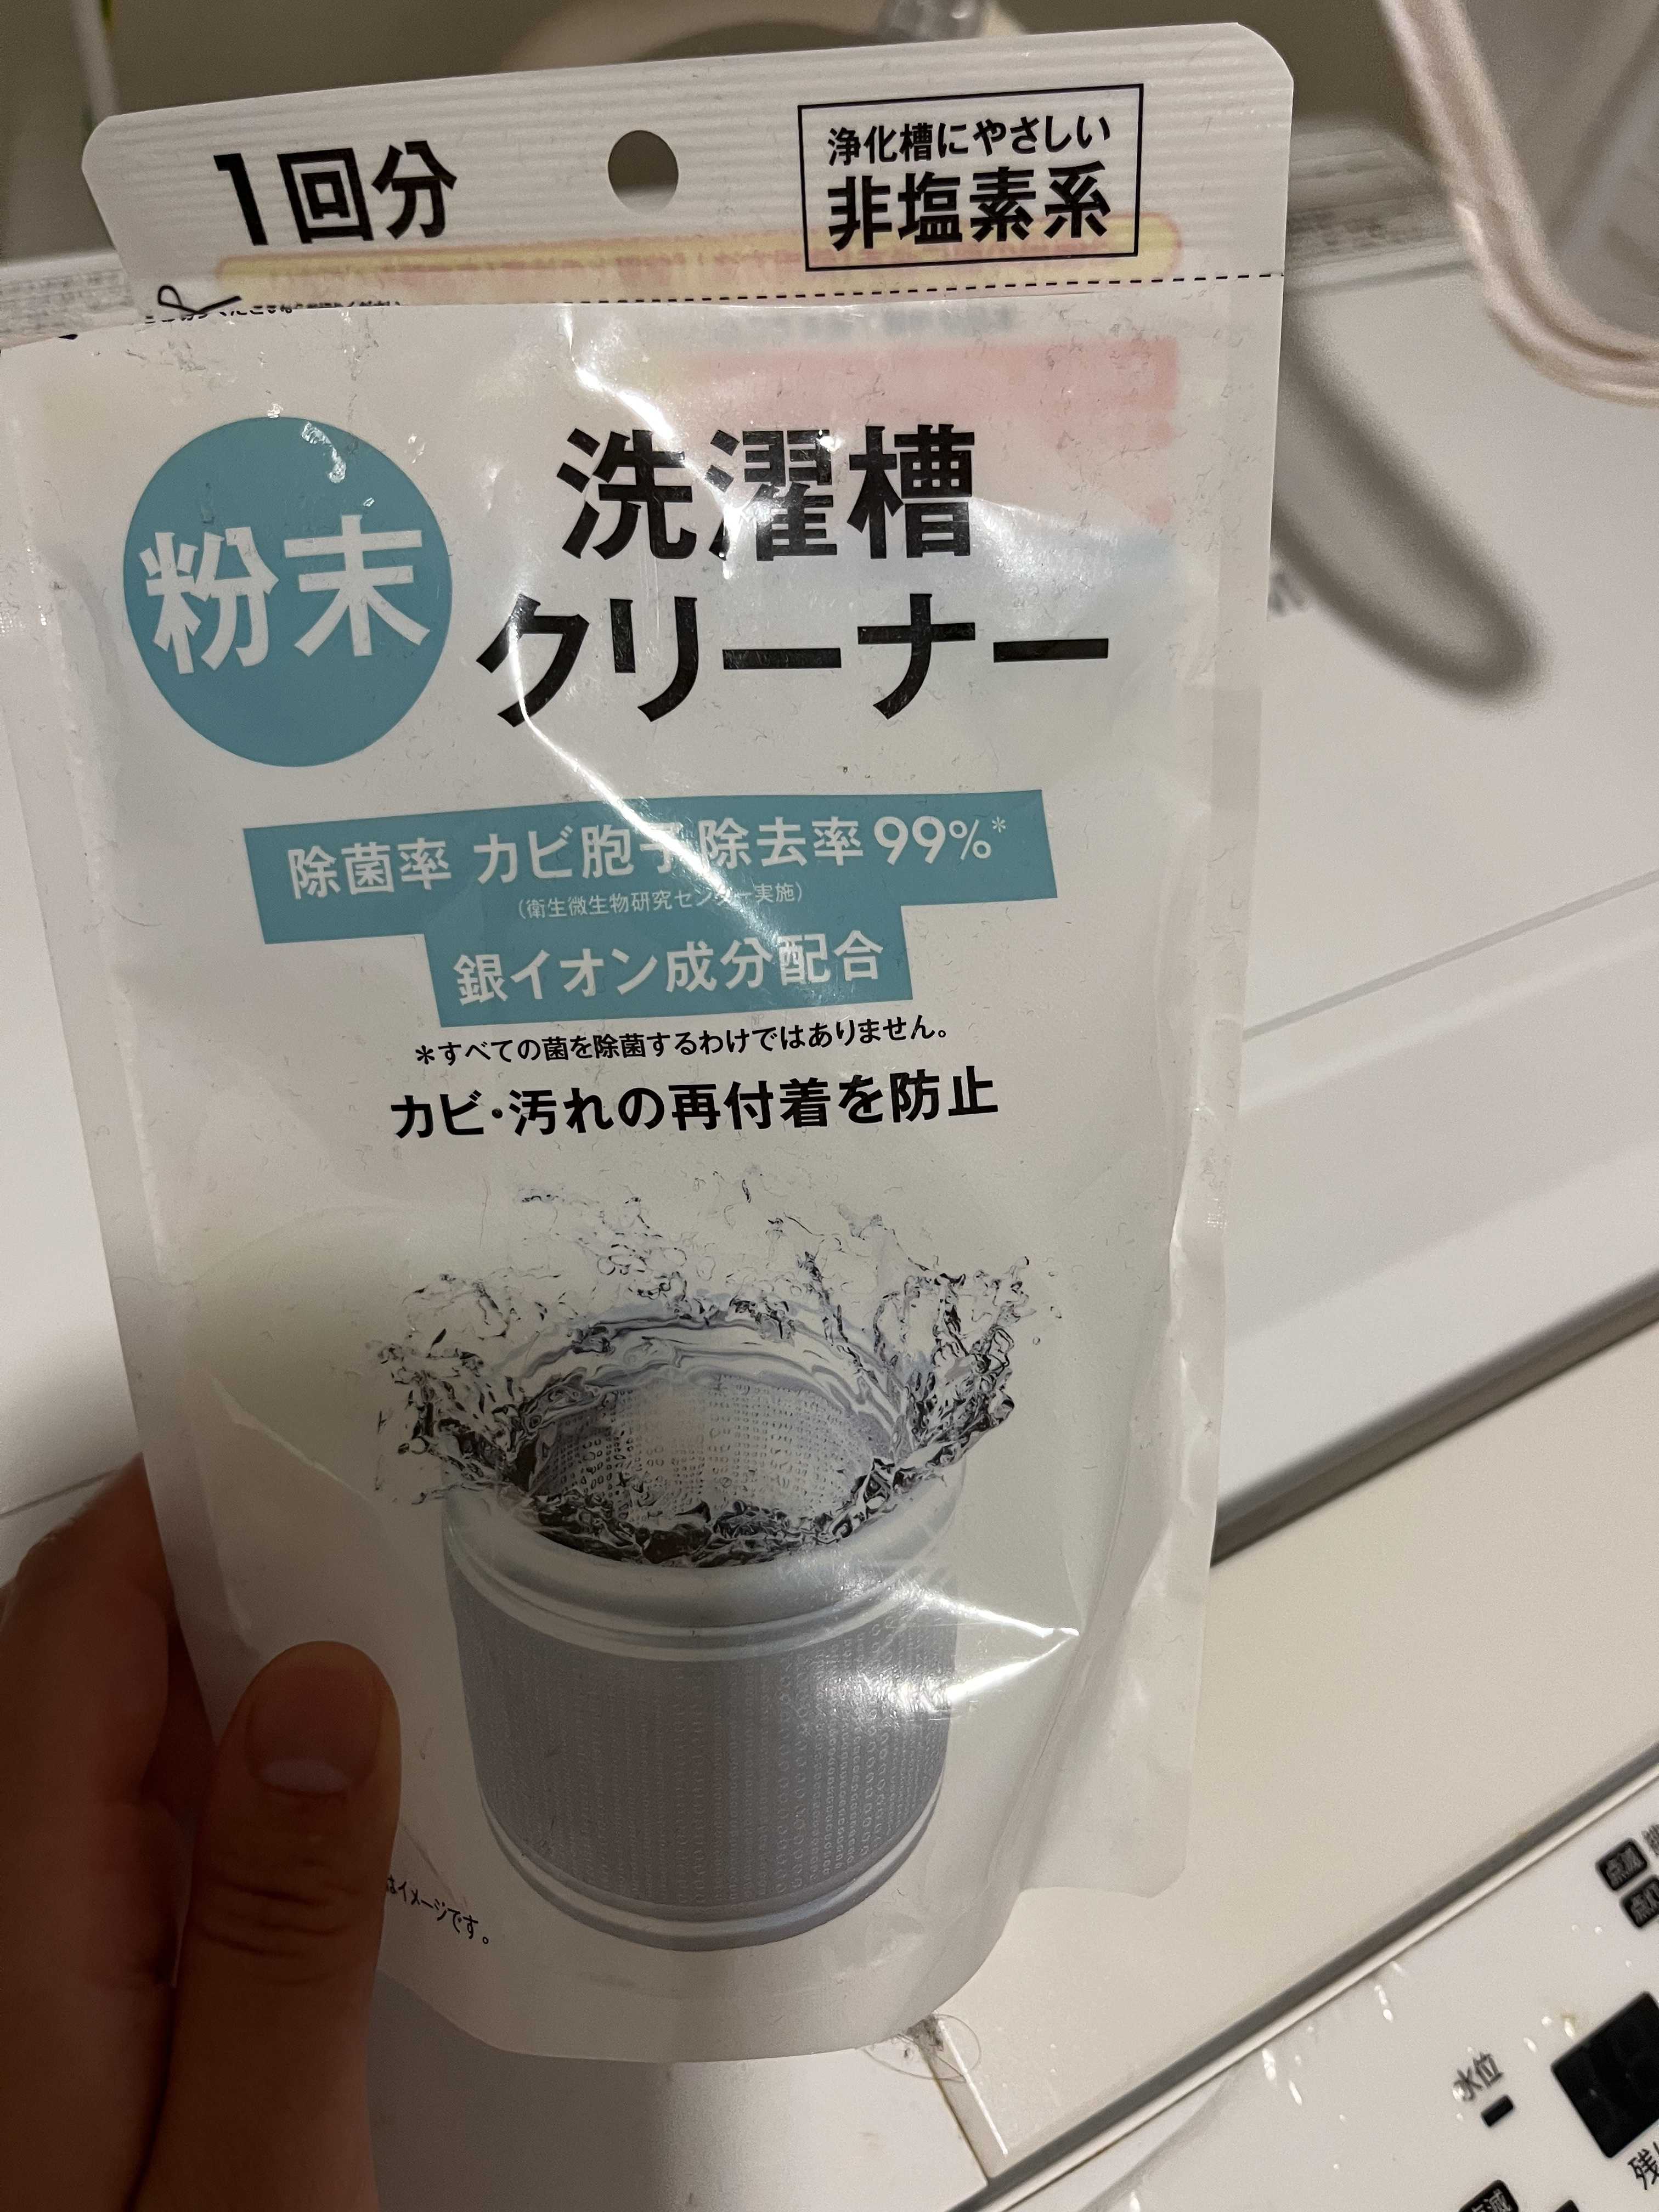 1回分
浄化槽にやさしい
非塩素系
粉末
洗濯槽
クリーナー
除菌率 カビ胞子除去率99%*
(衛生微生物研究センター実施)
銀イオン成分配合
*すべての菌を除菌するわけではありません。
カビ・汚れの再付着を防止
はイメージです。
水位
点滅